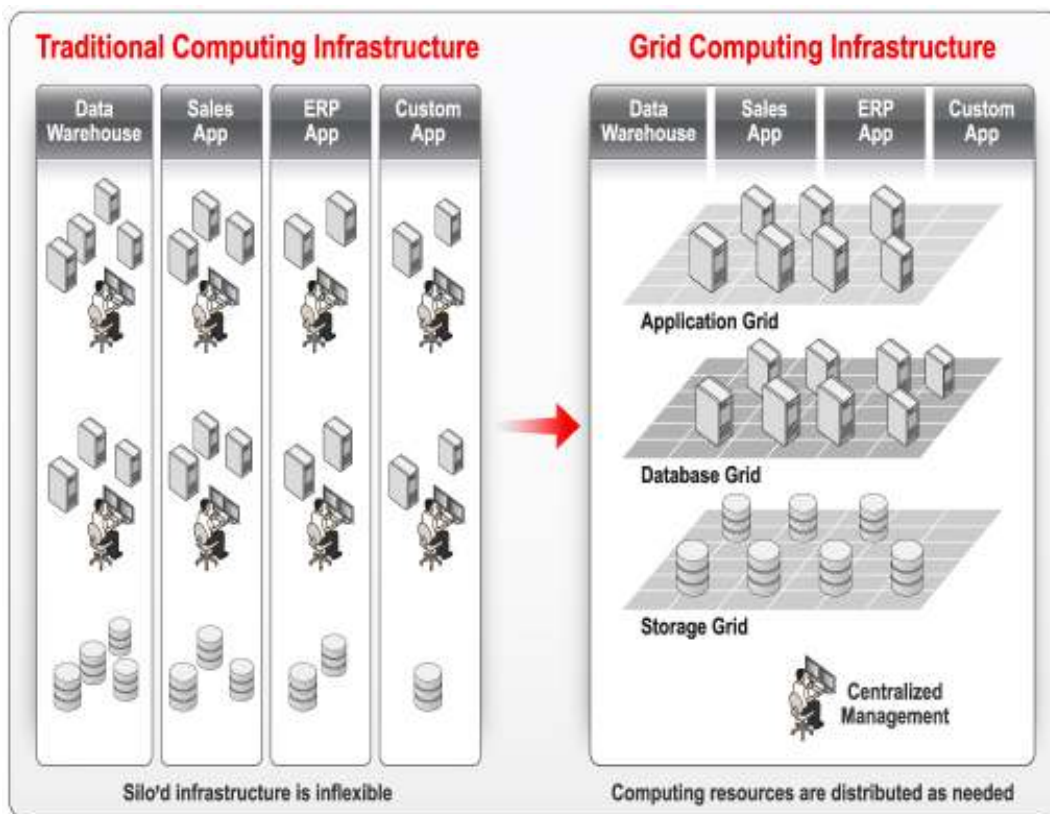 Traditional Computing Infrastructure
Data
Warehouse
Sales
App
ERP
App
Custom
App
Silo'd infrastructure is inflexible
Grid Computing Infrastructure
Data
Warehouse
Sales
App
ERP
App
Custom
App
Application Grid
Database Grid
Storage Grid
Centralized
Management
Computing resources are distributed as needed